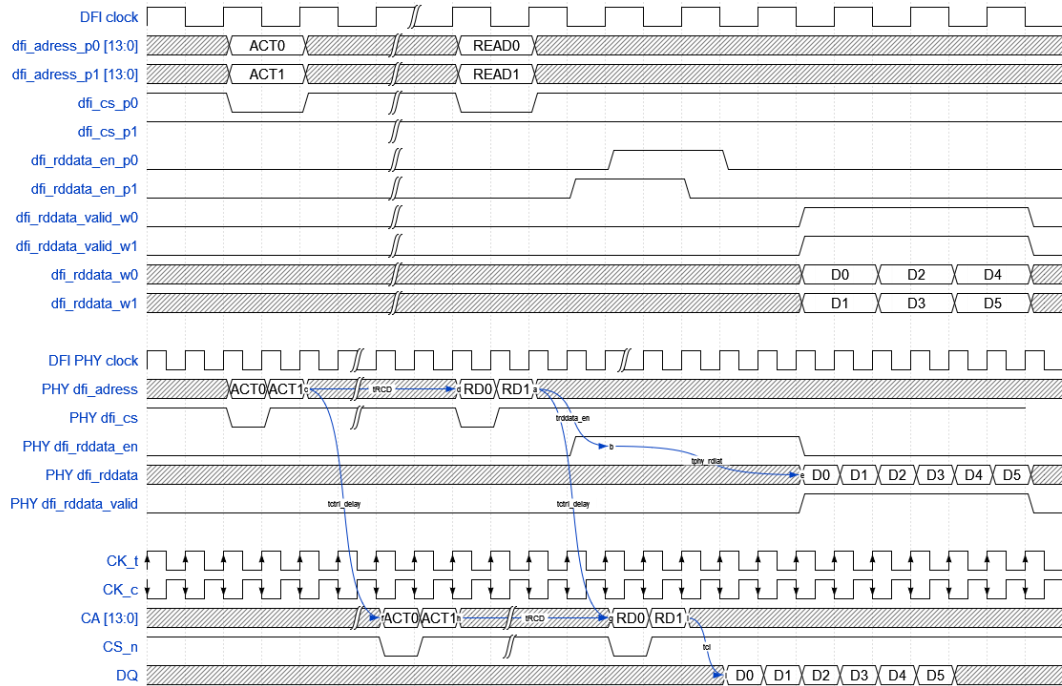 DFI clock
dfi_adress_p0 [13:0] ACT0 READ0
dfi_adress_p1 [13:0] ACT1 READ1
dfi_cs_p0
dfi_cs_p1
dfi_rddata_en_p0
dfi_rddata_en_p1
dfi_rddata_valid_w0
dfi_rddata_valid_w1
dfi_rddata_w0 D0 D2 D4
dfi_rddata_w1 D1 D3 D5
DFI PHY clock
PHY dfi_adress ACT0 ACT1 c tRCD d RD0 RD1 a
PHY dfi_cs
trddata_en
PHY dfi_rddata_en b
tphy_rdlat
PHY dfi_rddata e D0 D1 D2 D3 D4 D5
PHY dfi_rddata_valid tctrl_delay tctrl_delay
CK_t
CK_c
CA [13:0] f ACT0 ACT1 h tRCD g RD0 RD1 i
CS_n tcl
DQ D0 D1 D2 D3 D4 D5